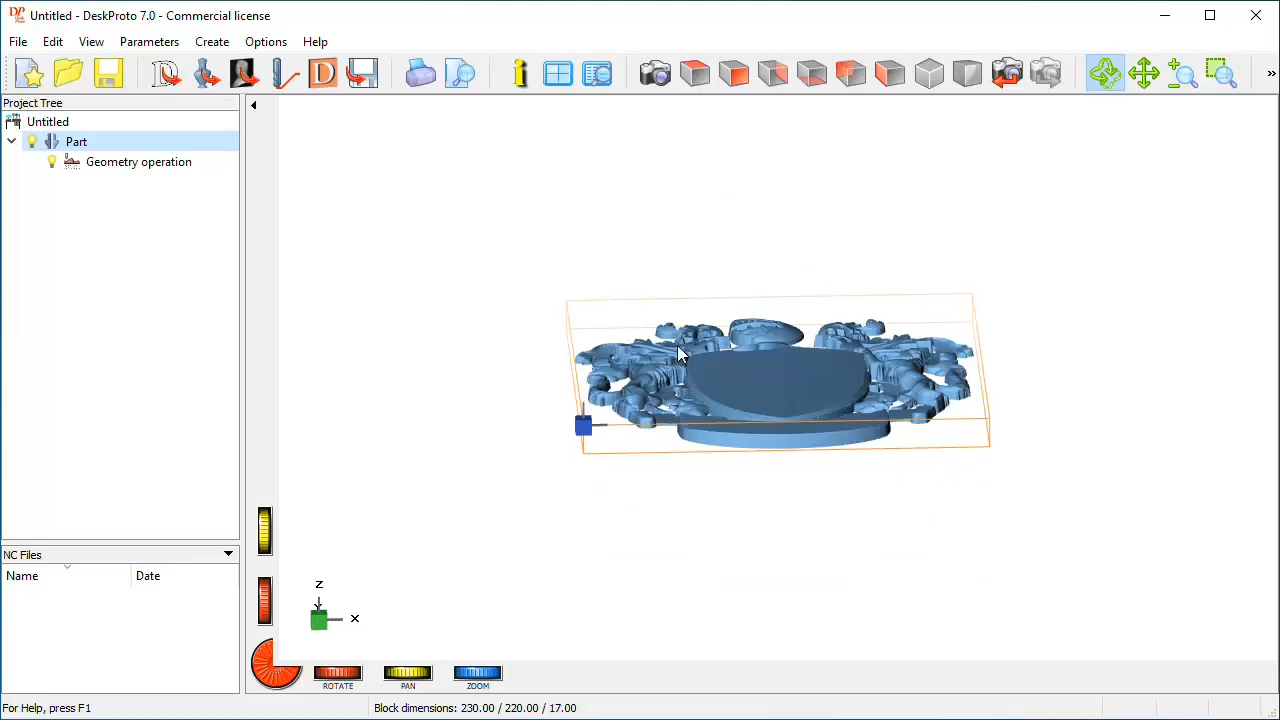 Untitled - DeskProto 7.0 - Commercial license
File Edit View Parameters Create Options Help
»
Project Tree
Untitled
Part
Geometry operation
NC Files
Name Date
Z
Y
X
ROTATE PAN ZOOM
For Help, press F1 Block dimensions: 230.00 / 220.00 / 17.00